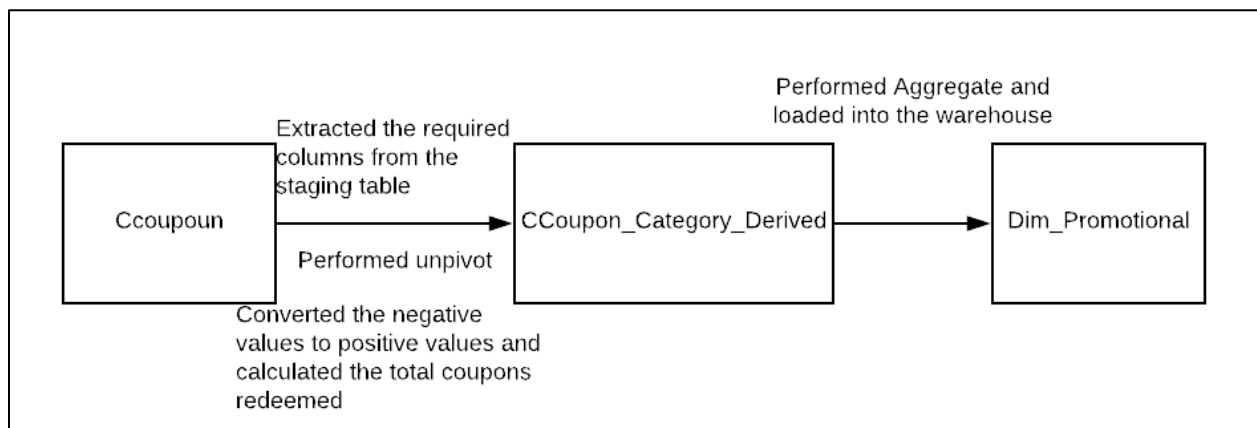 Performed Aggregate and
loaded into the warehouse
Extracted the required
columns from the
staging table
Ccoupoun
CCoupon_Category_Derived
Dim_Promotional
Performed unpivot
Converted the negative
values to positive values and
calculated the total coupons
redeemed